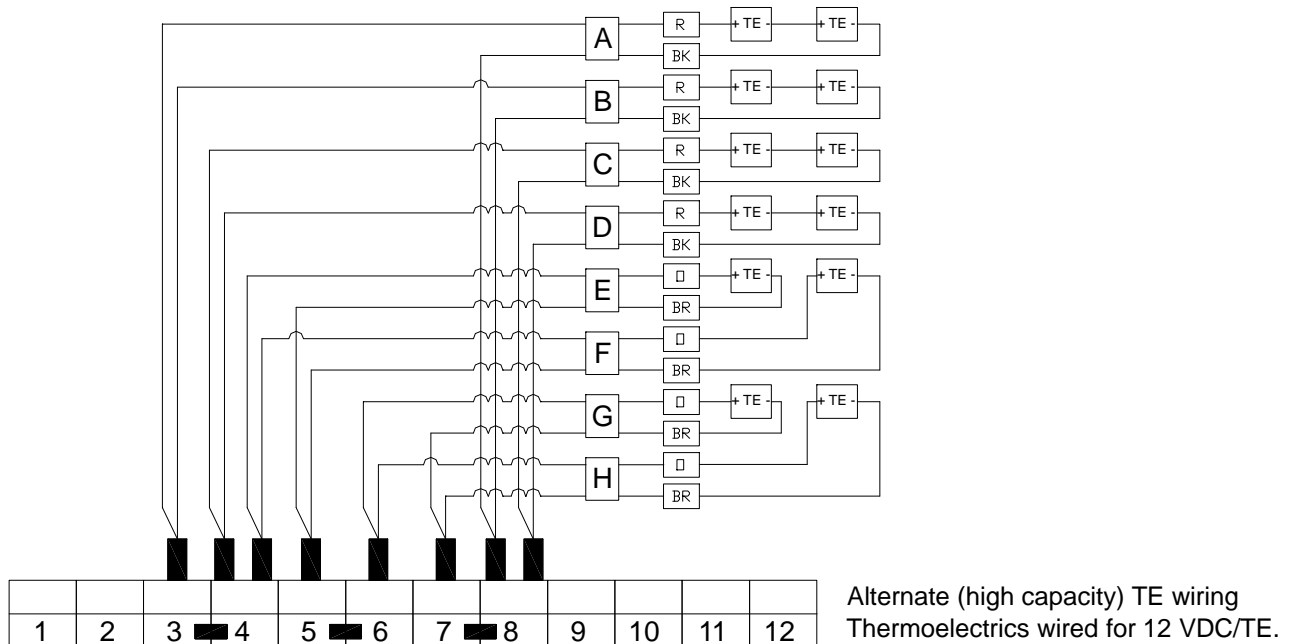 A R + TE - + TE -
BK
B R + TE - + TE -
BK
C R + TE - + TE -
BK
D R + TE - + TE -
BK
E O + TE - + TE -
BR
F O
BR
G O + TE - + TE -
BR
H O
BR
1 2 3 4 5 6 7 8 9 10 11 12
Alternate (high capacity) TE wiring
Thermoelectrics wired for 12 VDC/TE.